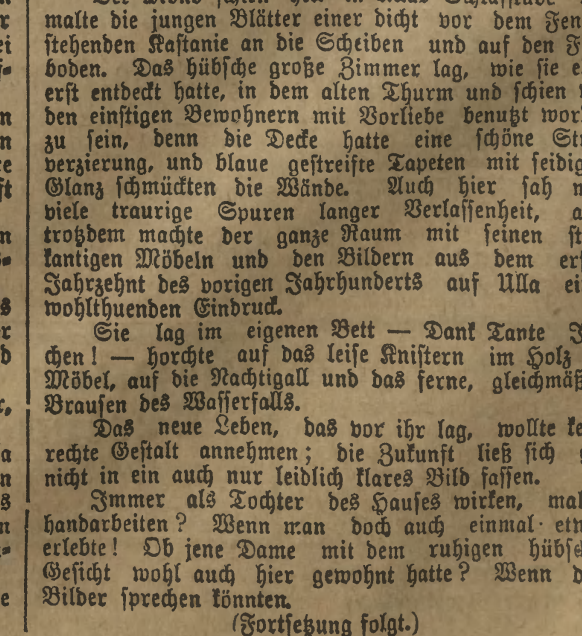 malte die jungen Blätter einer dicht vor dem Fen
stehenden Kastanie an die Scheiben und auf den F
boden. Das hübsche große Zimmer lag, wie sie e
erst entdeckt hatte, in dem alten Thurm und schien
den einstigen Bewohnern mit Vorliebe benutzt wor
zu sein, denn die Decke hatte eine schöne St
verzierung, und blaue gestreifte Tapeten mit seidig
Glanz schmückten die Wände. Auch hier sah
viele traurige Spuren langer Verlassenheit, a
trotzdem machte der ganze Raum mit seinen st
kantigen Möbeln und den Bildern aus dem erf
Jahrzehnt des vorigen Jahrhunderts auf Ulla ei
wohlthuenden Eindruck.
Sie lag im eigenen Bett — Dank Tante J
chen! — horchte auf das leise Knistern im Holz
Möbel, auf die Nachtigall und das ferne, gleichmäß
Brausen des Wasserfalls.
Das neue Leben, das vor ihr lag, wollte ke
rechte Gestalt annehmen; die Zukunft ließ sich
nicht in ein auch nur leidlich klares Bild fassen.
Immer als Tochter des Hauses wirken, mal
handarbeiten? Wenn man doch auch einmal etw
erlebte! Ob jene Dame mit dem ruhigen hübsch
Gesicht wohl auch hier gewohnt hatte? Wenn d
Bilder sprechen könnten.
(Fortsetzung folgt.)